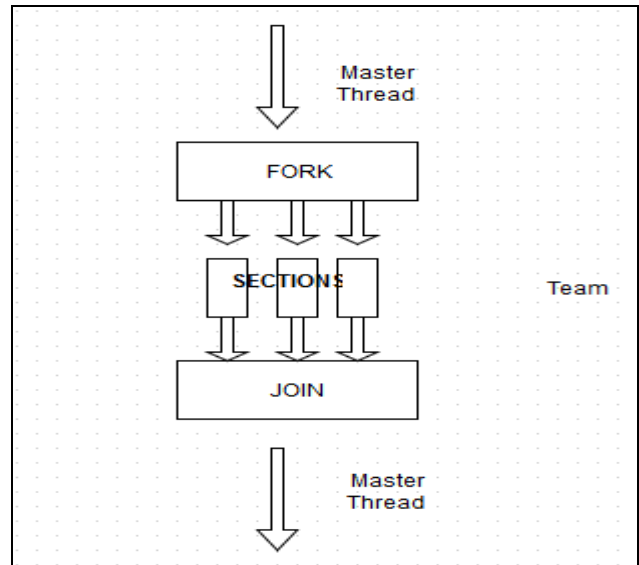 Master
Thread
FORK
SECTIONS
Team
JOIN
Master
Thread